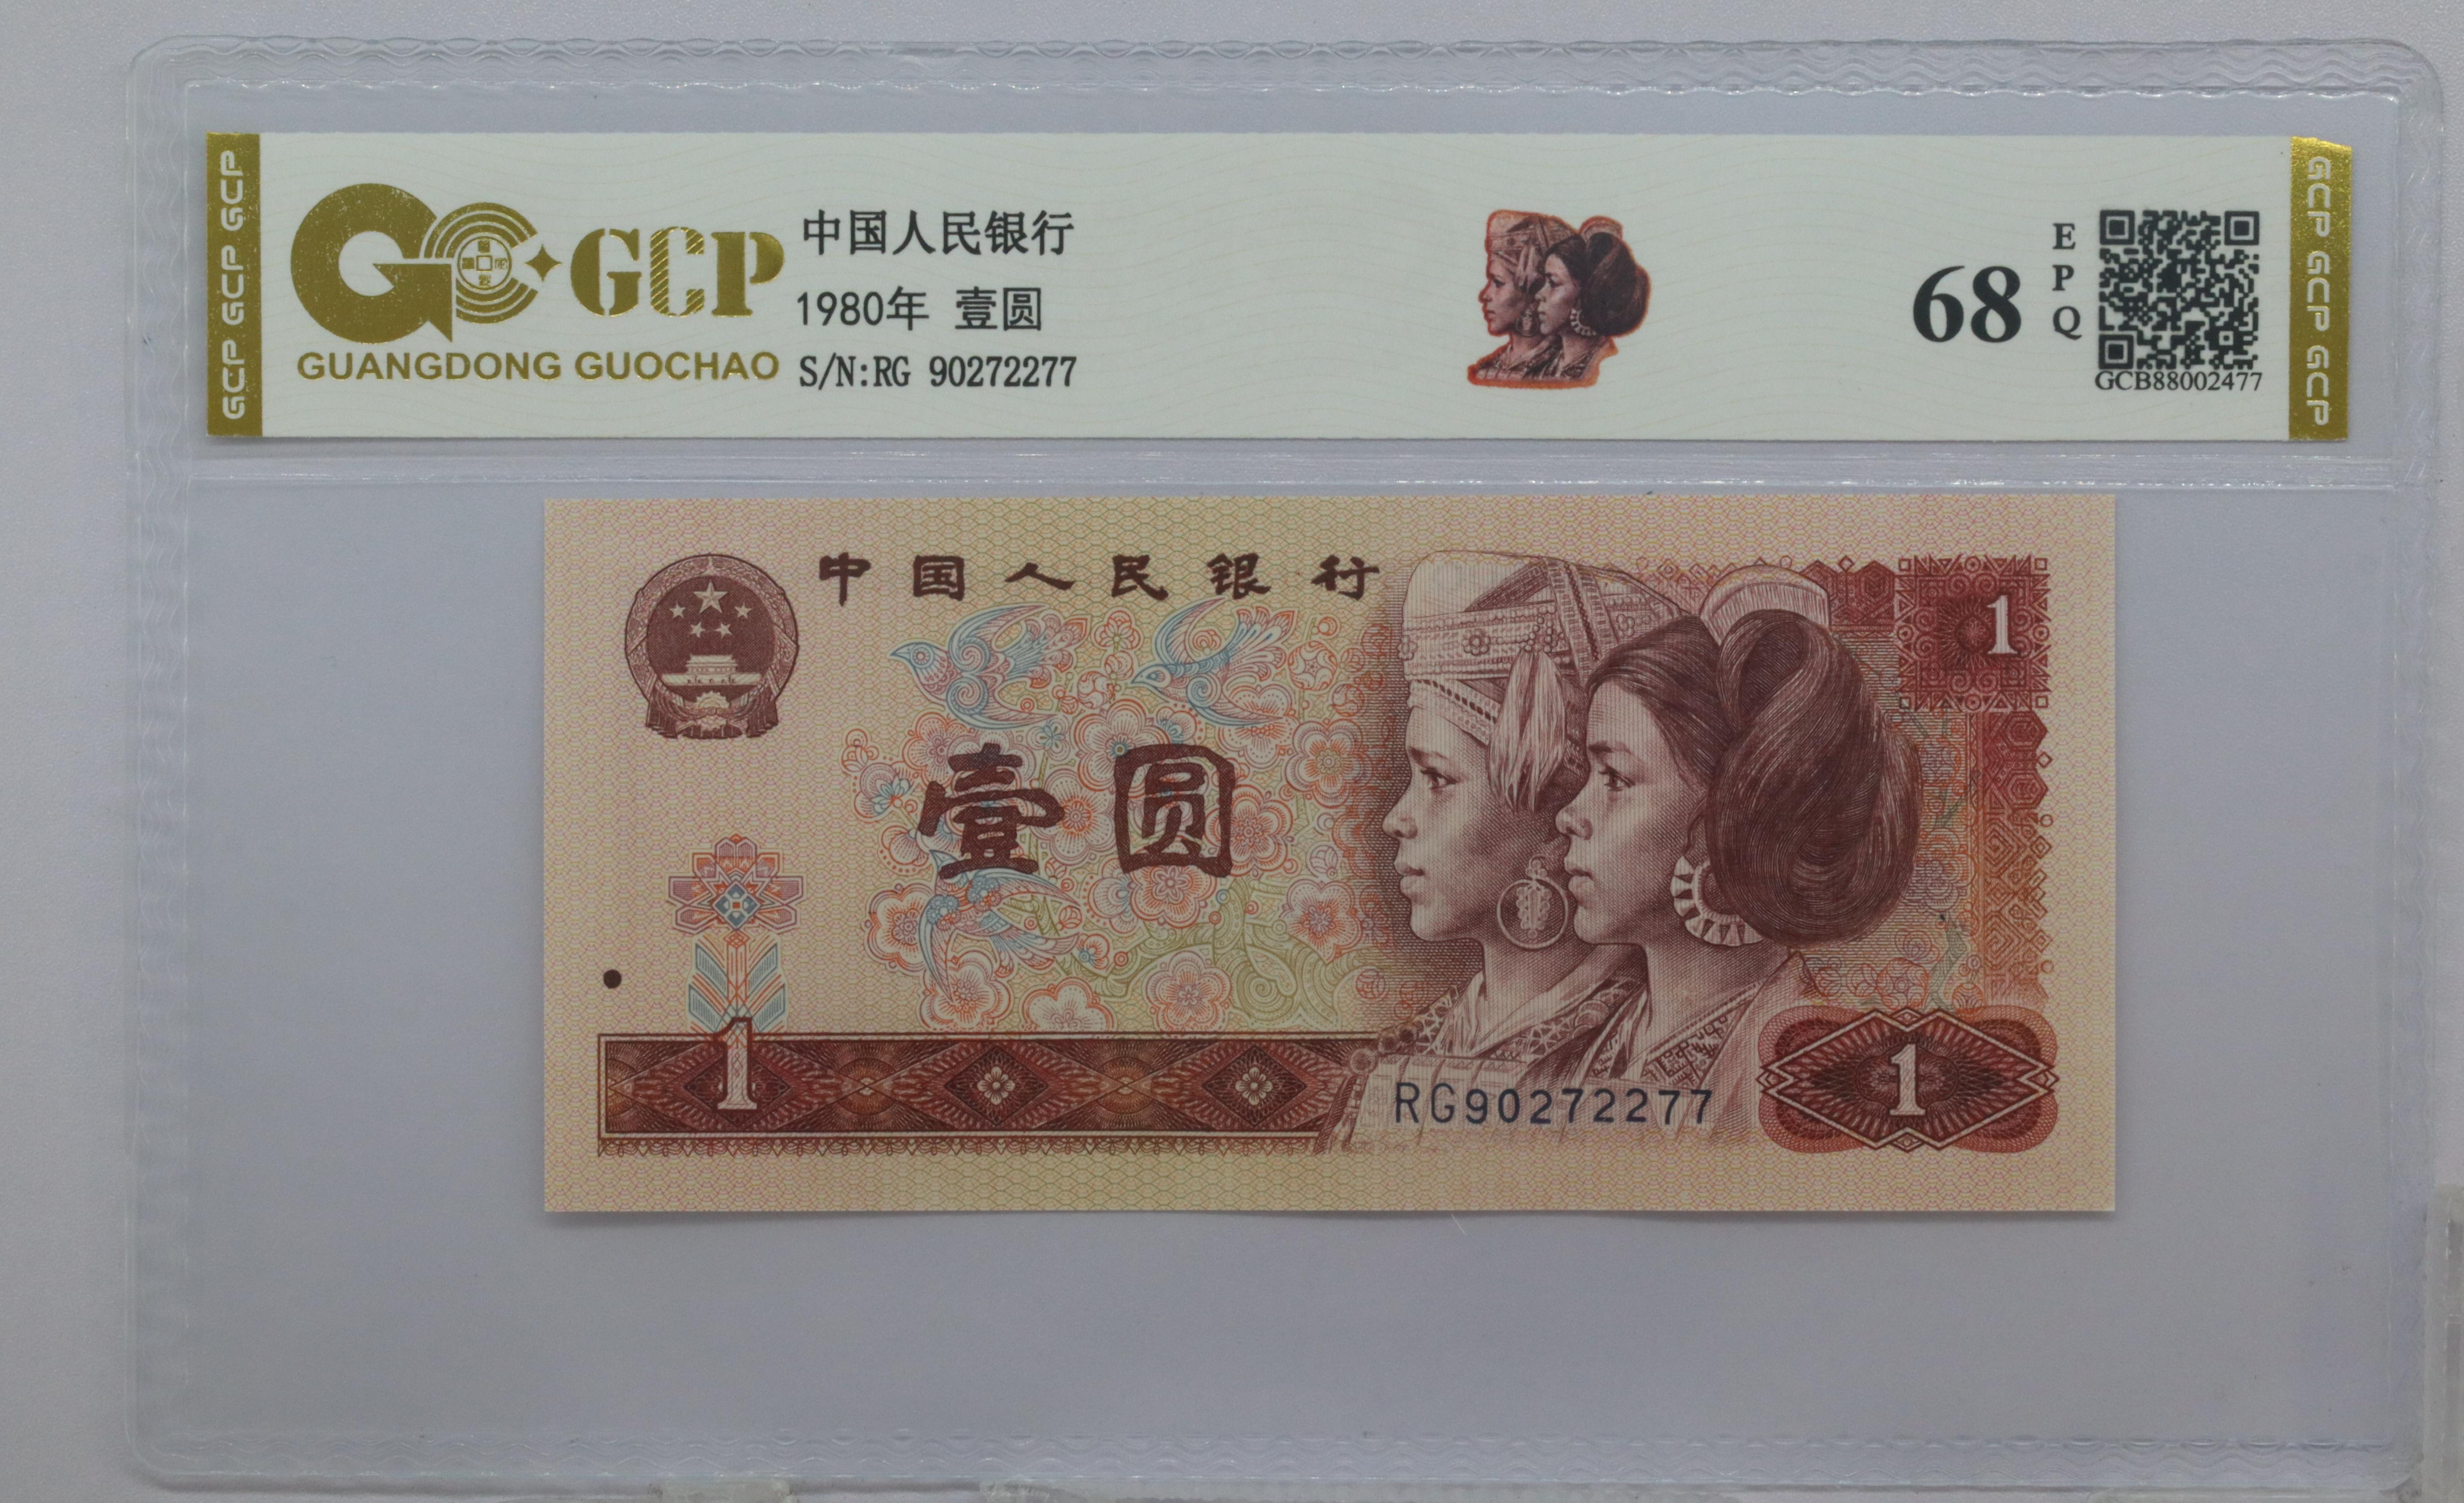 GCP GCP GCP
GCP
GUANGDONG GUOCHAO
中国人民银行
1980年 壹圆
S/N:RG 90272277
68
E
P
Q
GCB88002477
GCP GCP GCP
中国人民银行
1
壹圆
1
RG90272277
1